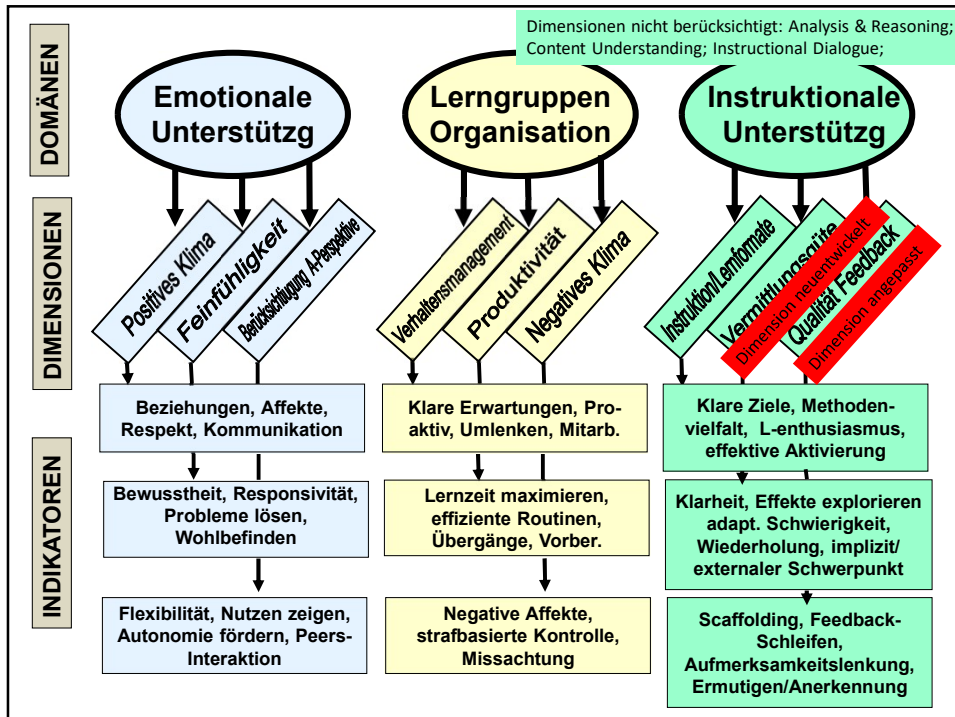 Dimensionen nicht berücksichtigt: Analysis & Reasoning;
Content Understanding; Instructional Dialogue;
DOMÄNEN
Emotionale
Unterstützg
Lerngruppen
Organisation
Instruktionale
Unterstützg
DIMENSIONEN
Positives Klima
Feinfühligkeit
Berücksichtigung A-Perspektive
Verhaltensmanagement
Produktivität
Negatives Klima
Instruktion/Lernformate
Vermittlungsgüte
Dimension neuentwickelt
Qualität Feedback
Dimension angepasst
INDIKATOREN
Beziehungen, Affekte,
Respekt, Kommunikation
Klare Erwartungen, Pro-
aktiv, Umlenken, Mitarb.
Klare Ziele, Methoden-
vielfalt, L-enthusiasmus,
effektive Aktivierung
Bewusstheit, Responsivität,
Probleme lösen,
Wohlbefinden
Lernzeit maximieren,
effiziente Routinen,
Übergänge, Vorber.
Klarheit, Effekte explorieren
adapt. Schwierigkeit,
Wiederholung, implizit/
externaler Schwerpunkt
Flexibilität, Nutzen zeigen,
Autonomie fördern, Peers-
Interaktion
Negative Affekte,
strafbasierte Kontrolle,
Missachtung
Scaffolding, Feedback-
Schleifen,
Aufmerksamkeitslenkung,
Ermutigen/Anerkennung